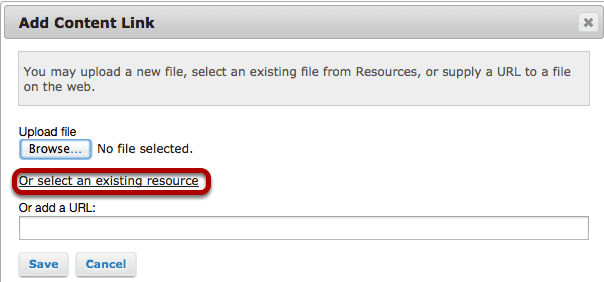 Add Content Link
You may upload a new file, select an existing file from Resources, or supply a URL to a file
on the web.
Upload file
Browse... No file selected.
Or select an existing resource
Or add a URL:
Save Cancel